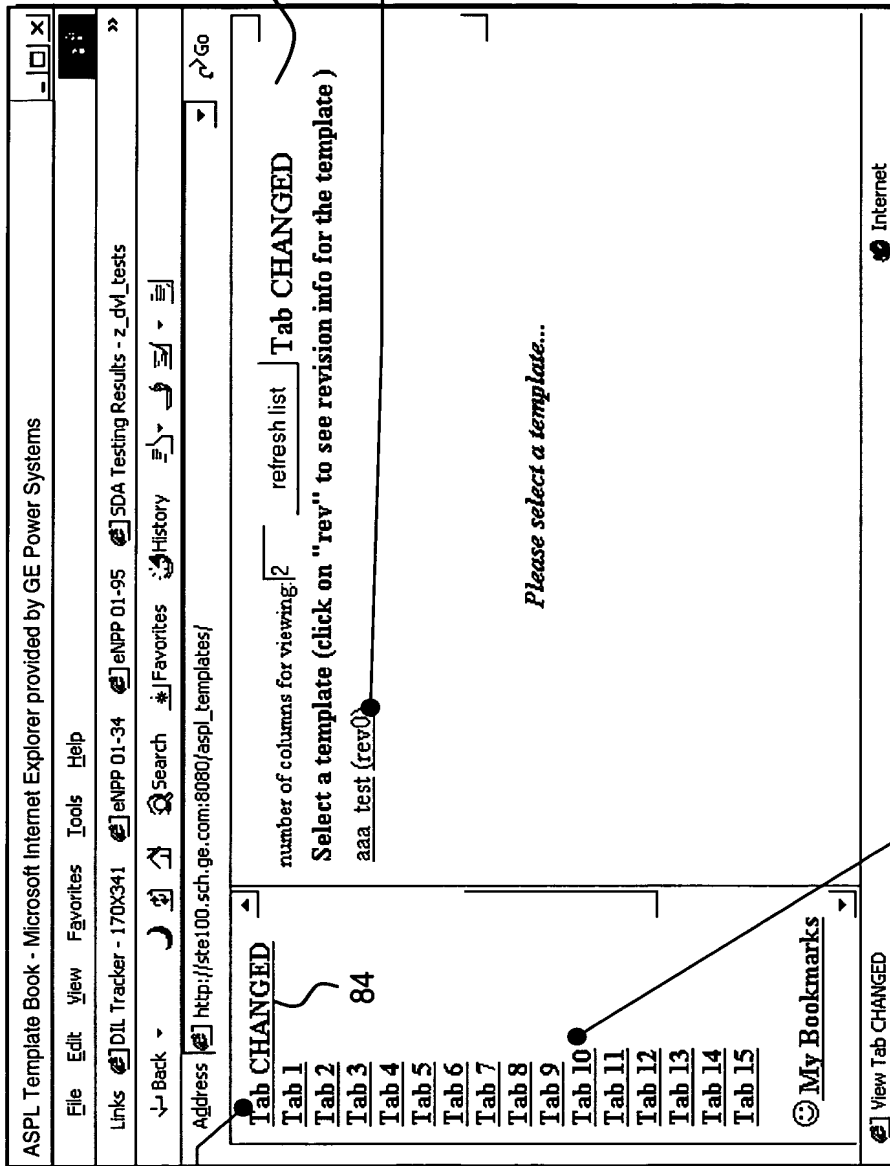 ASPL Template Book - Microsoft Internet Explorer provided by GE Power Systems
File Edit View Favorites Tools Help
Links DIL Tracker - 170X341 eNPP 01-34 eNPP 01-95 SDA Testing Results - z_dvl_tests »
Back Search Favorites History
Address http://ste100.sch.ge.com:8080/aspl_templates/ Go
Tab CHANGED
Tab 1
Tab 2
Tab 3
Tab 4
Tab 5
Tab 6
Tab 7
Tab 8
Tab 9
Tab 10
Tab 11
Tab 12
Tab 13
Tab 14
Tab 15
My Bookmarks
84
number of columns for viewing: 2 refresh list Tab CHANGED
Select a template (click on "rev" to see revision info for the template )
aaa test (rev0)
Please select a template...
View Tab CHANGED Internet